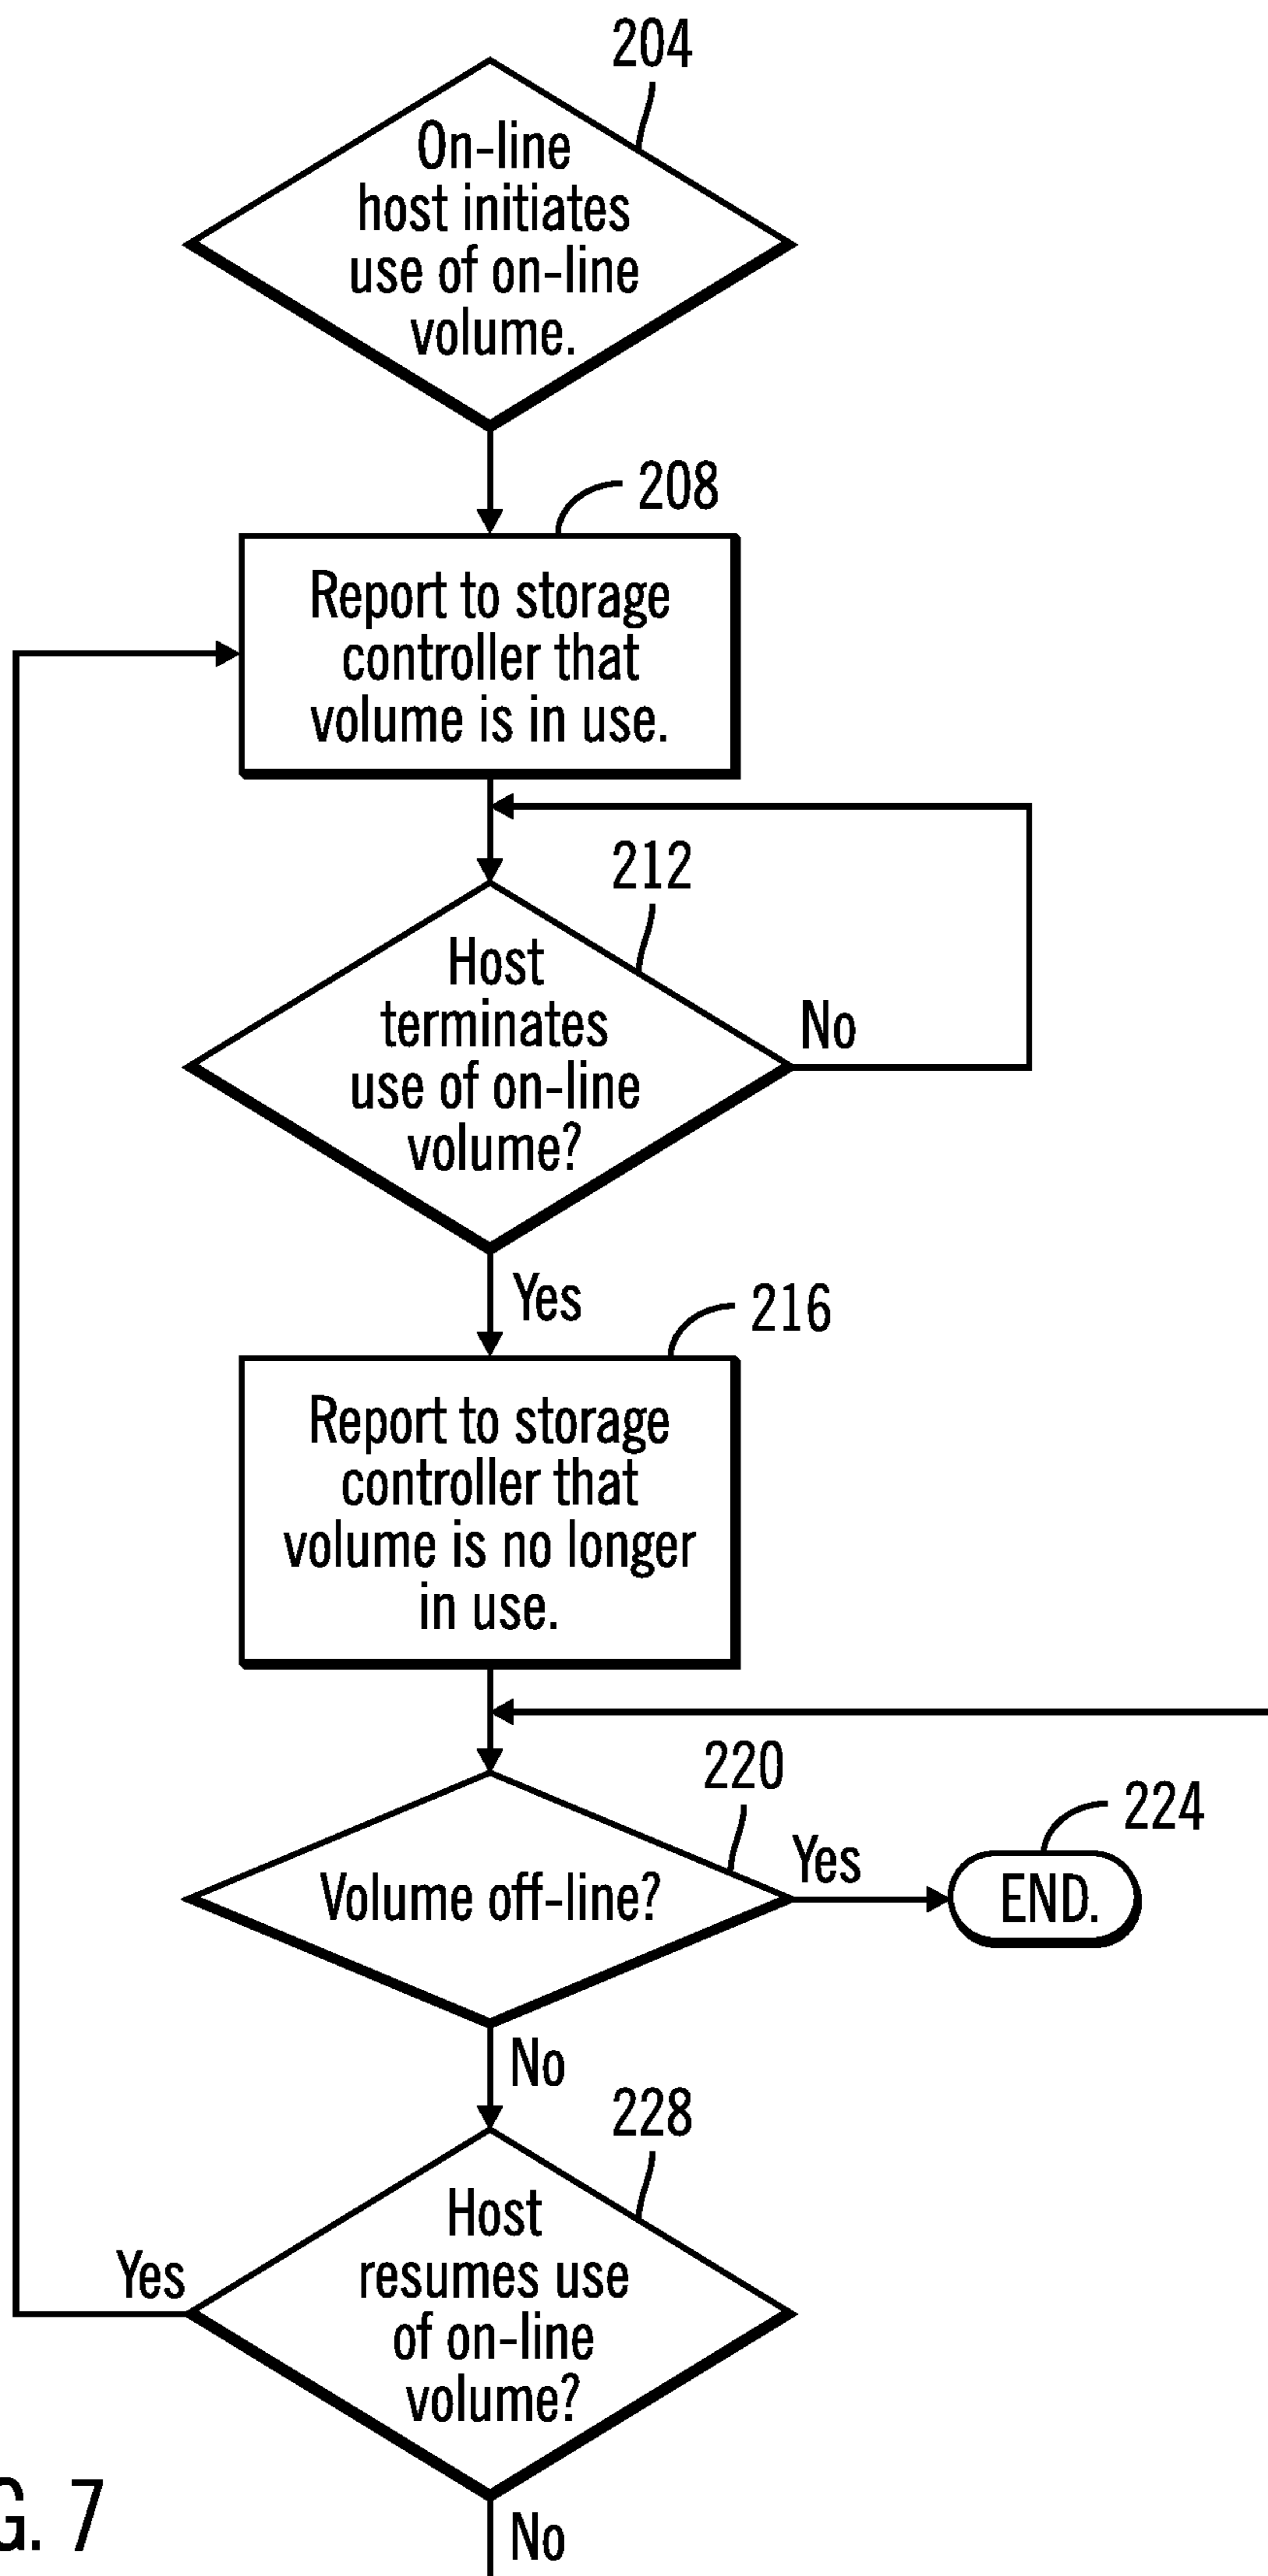 204
On-line
host initiates
use of on-line
volume.
208
Report to storage
controller that
volume is in use.
212
Host
terminates
use of on-line
volume?
No
Yes
216
Report to storage
controller that
volume is no longer
in use.
220
Volume off-line?
Yes
224
END.
No
228
Host
resumes use
of on-line
volume?
Yes
No
G. 7